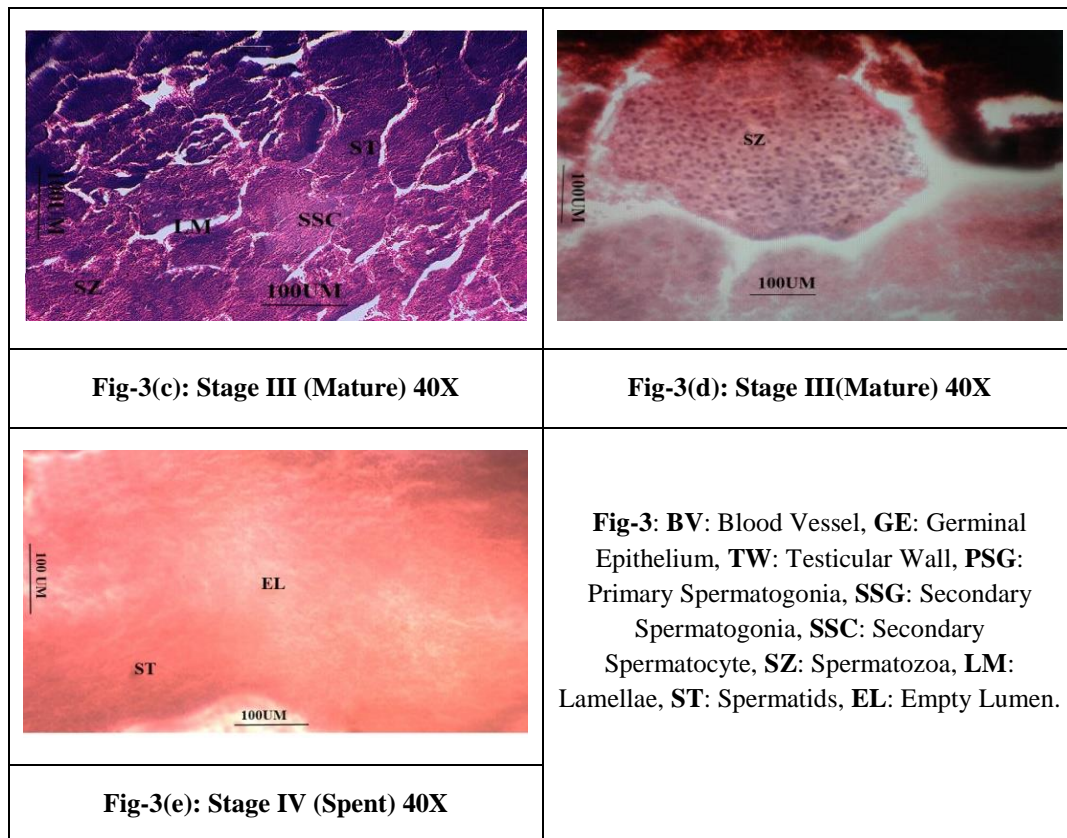 ST
100UM
LM
SSC
SZ
100UM
SZ
100UM
100UM
Fig-3(c): Stage III (Mature) 40X
Fig-3(d): Stage III(Mature) 40X
EL
100 UM
ST
100UM
Fig-3: BV: Blood Vessel, GE: Germinal
Epithelium, TW: Testicular Wall, PSG:
Primary Spermatogonia, SSG: Secondary
Spermatogonia, SSC: Secondary
Spermatocyte, SZ: Spermatozoa, LM:
Lamellae, ST: Spermatids, EL: Empty Lumen.
Fig-3(e): Stage IV (Spent) 40X